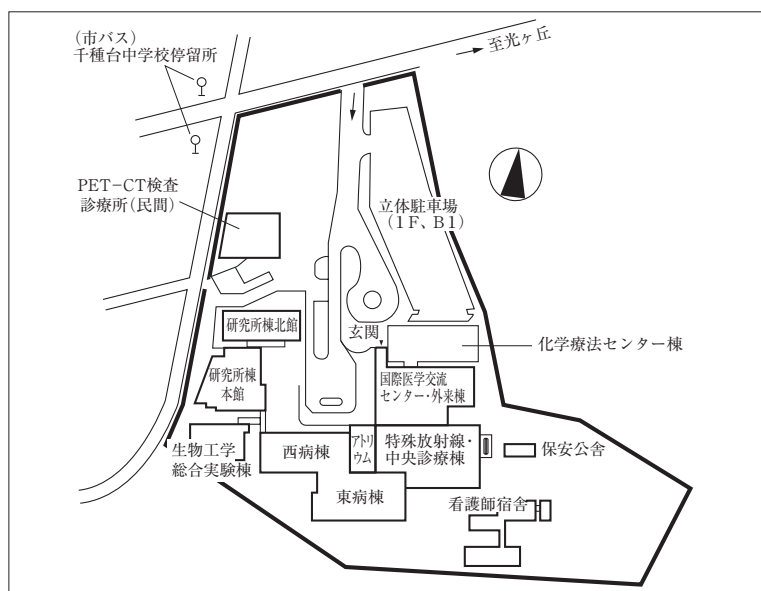 (市バス)
千種台中学校停留所
至光ヶ丘
PET−CT検査
診療所(民間)
立体駐車場
(1F、B1)
研究所棟北館
玄関
化学療法センター棟
研究所棟
本館
国際医学交流
センター・外来棟
生物工学
総合実験棟
西病棟
アトリ
ウム
特殊放射線・
中央診療棟
保安公舎
東病棟
看護師宿舎